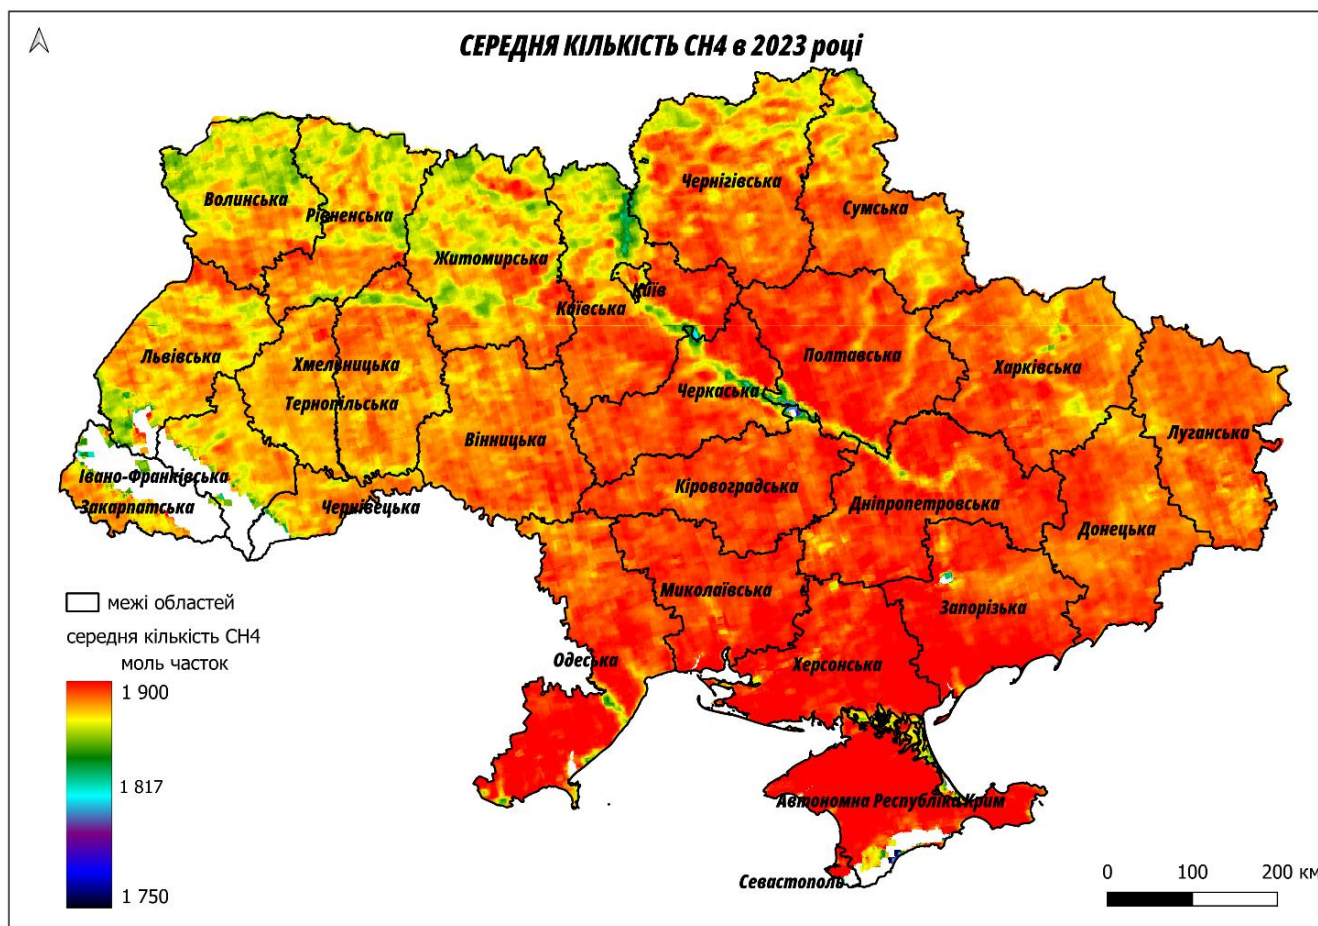 СЕРЕДНЯ КІЛЬКІСТЬ СН4 в 2023 році
Волинська
Рівненська
Житомирська
Чернігівська
Сумська
Київ
Київська
Львівська
Хмельницька
Тернопільська
Вінницька
Черкаська
Полтавська
Харківська
Луганська
Івано-Франківська
Закарпатська
Чернівецька
Кіровоградська
Дніпропетровська
Донецька
Миколаївська
Запорізька
Одеська
Херсонська
Автономна Республіка Крим
Севастополь
межі областей
середня кількість СН4
моль часток
1 900
1 817
1 750
0 100 200 км